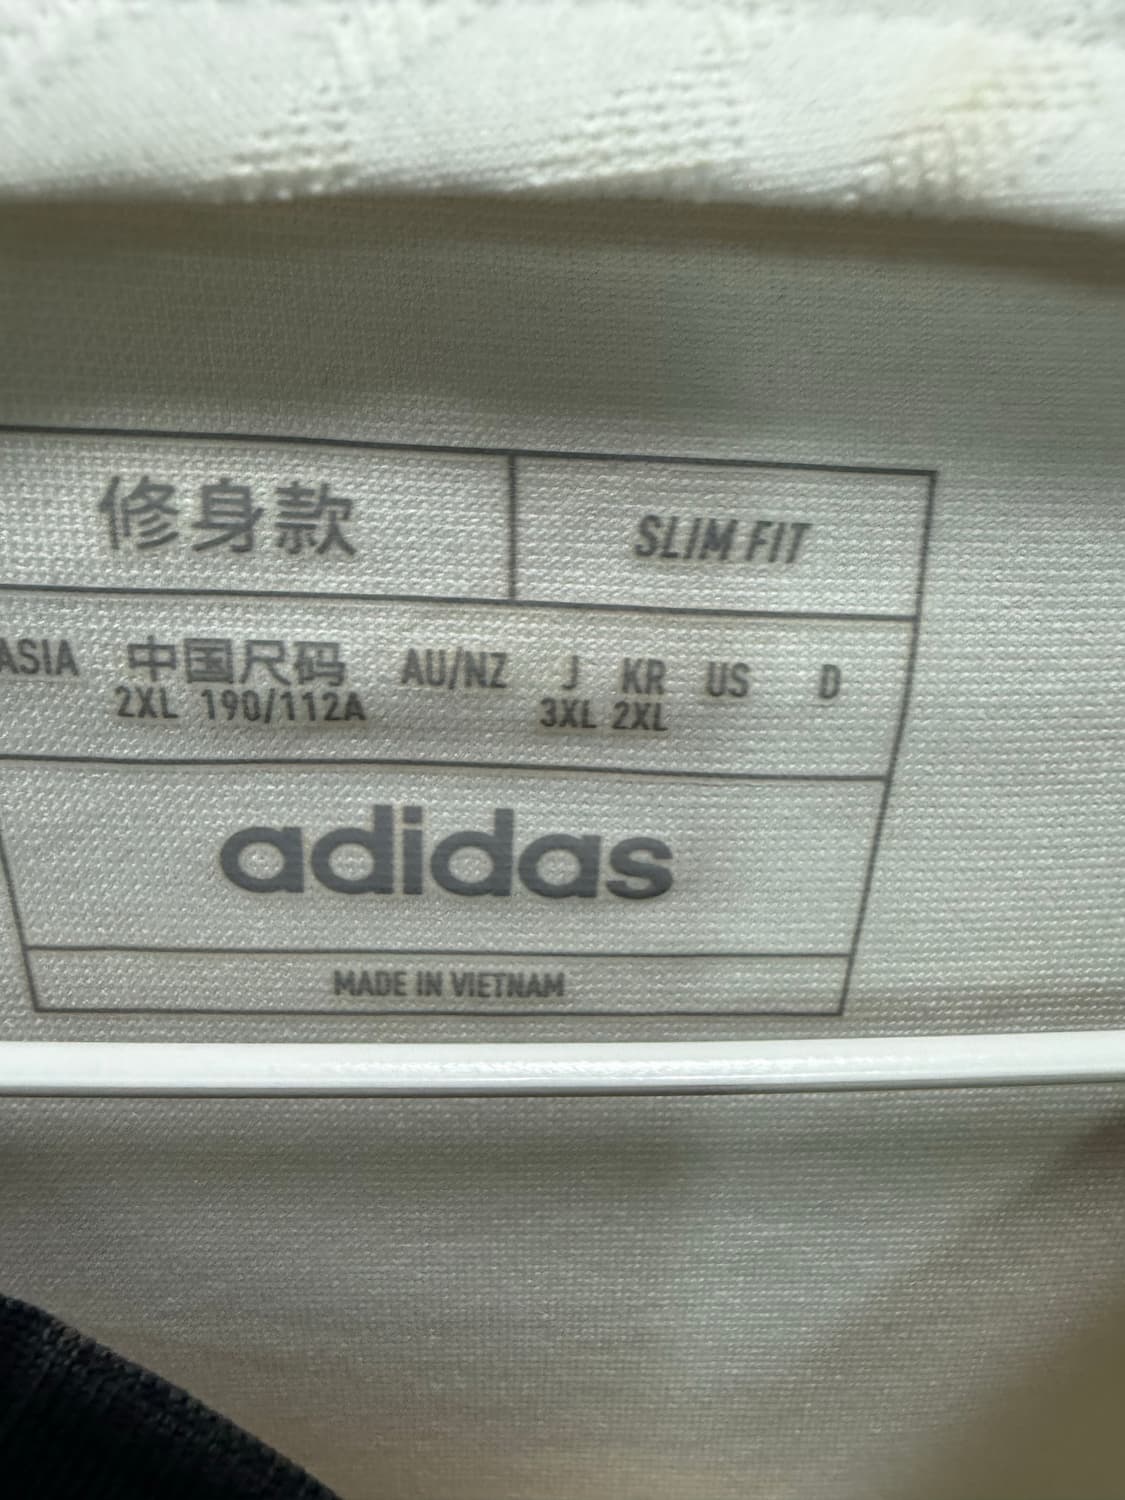 修身款 SLIM FIT
ASIA 中国尺码 AU/NZ J KR US D
2XL 190/112A 3XL 2XL
adidas
MADE IN VIETNAM